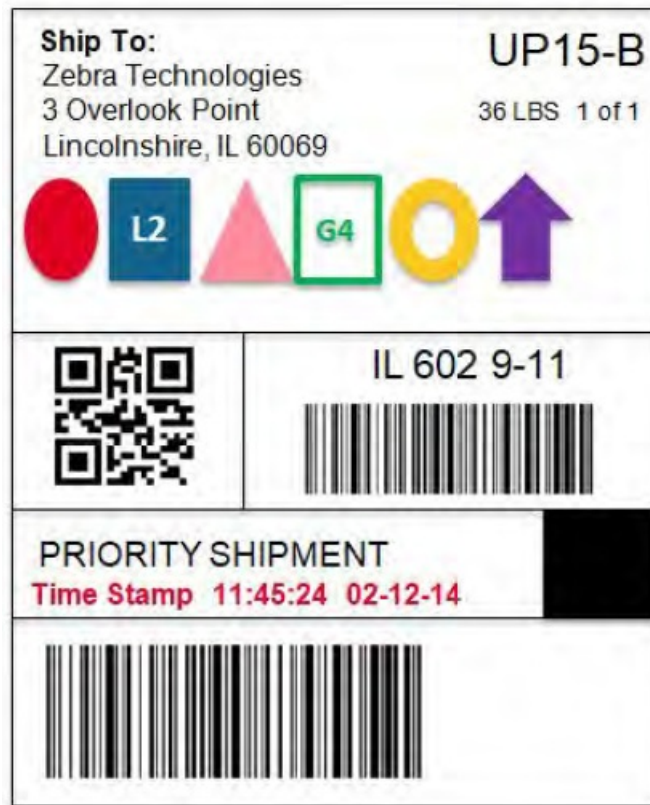 Ship To:
Zebra Technologies
3 Overlook Point
Lincolnshire, IL 60069
UP15-B
36 LBS 1 of 1
L2
G4
IL 602 9-11
PRIORITY SHIPMENT
Time Stamp 11:45:24 02-12-14